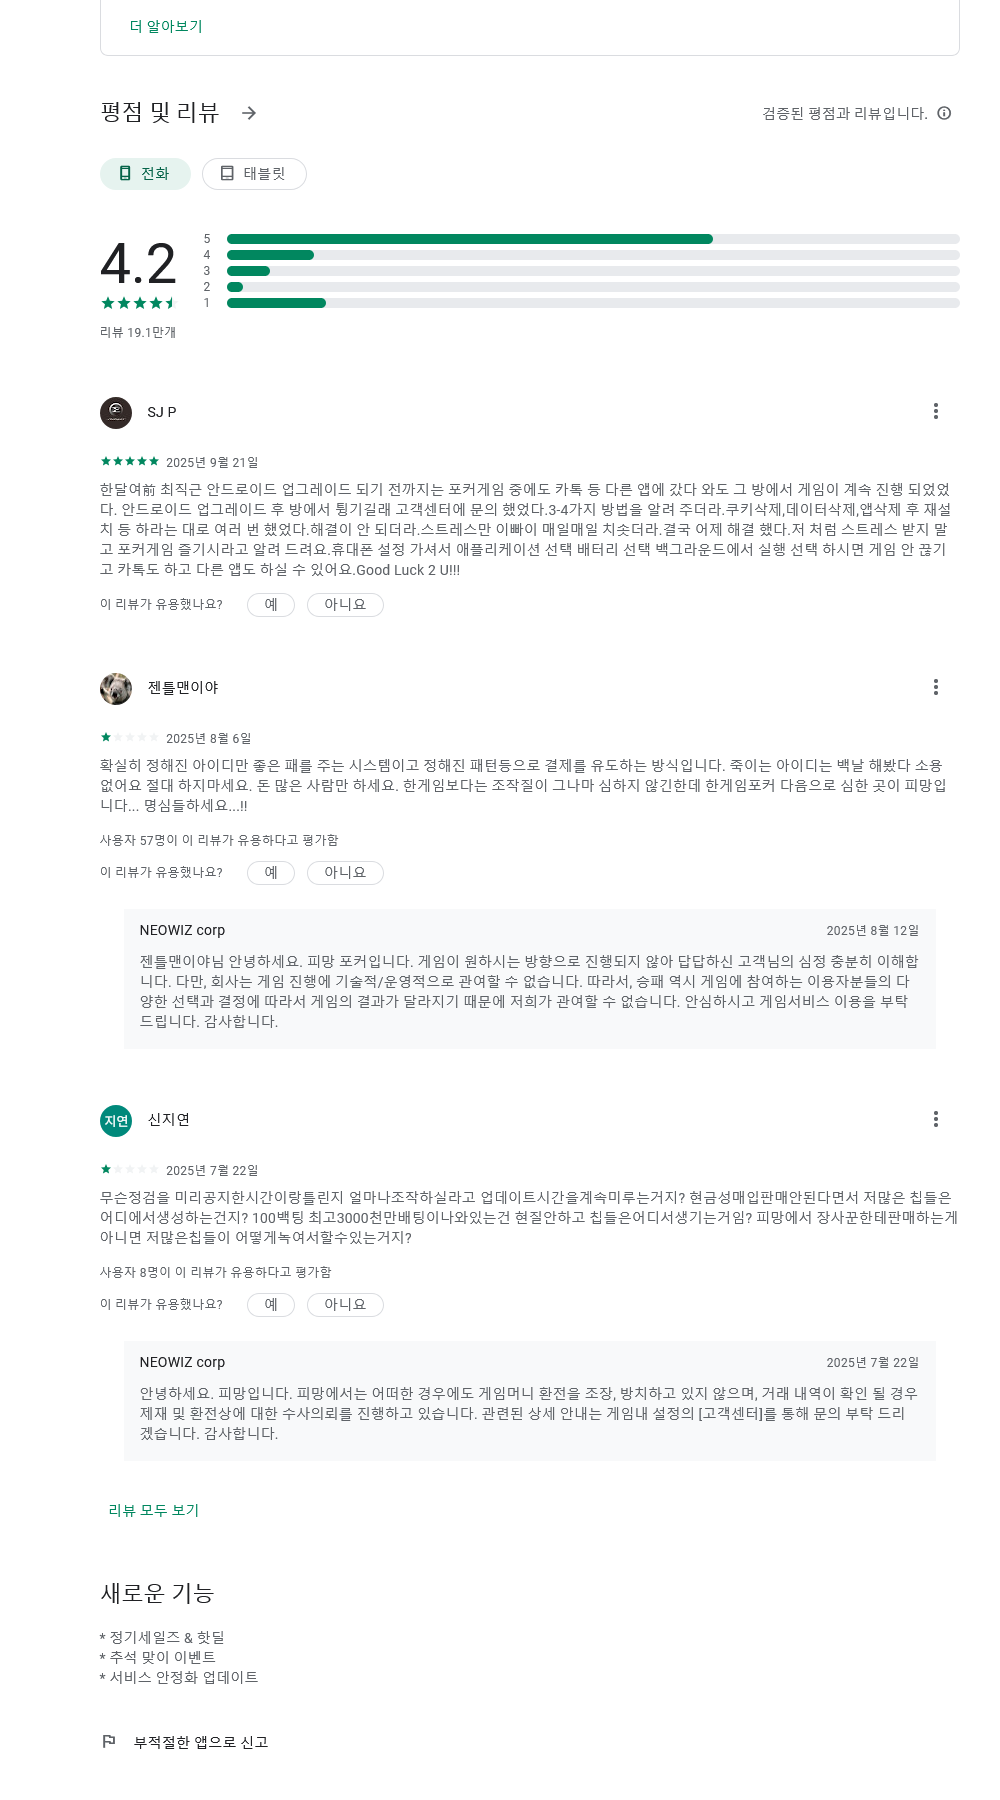 더 알아보기
평점 및 리뷰
검증된 평점과 리뷰입니다.
전화
태블릿
4.2
5
4
3
2
1
리뷰 19.1만개
SJ P
2025년 9월 21일
한달여前 최직근 안드로이드 업그레이드 되기 전까지는 포커게임 중에도 카톡 등 다른 앱에 갔다 와도 그 방에서 게임이 계속 진행 되었었
다. 안드로이드 업그레이드 후 방에서 튕기길래 고객센터에 문의 했었다.3-4가지 방법을 알려 주더라.쿠키삭제,데이터삭제,앱삭제 후 재설
치 등 하라는 대로 여러 번 했었다.해결이 안 되더라.스트레스만 이빠이 매일매일 치솟더라.결국 어제 해결 했다.저 처럼 스트레스 받지 말
고 포커게임 즐기시라고 알려 드려요.휴대폰 설정 가셔서 애플리케이션 선택 배터리 선택 백그라운드에서 실행 선택 하시면 게임 안 끊기
고 카톡도 하고 다른 앱도 하실 수 있어요.Good Luck 2 U!!!
이 리뷰가 유용했나요?
예
아니요
젠틀맨이야
2025년 8월 6일
확실히 정해진 아이디만 좋은 패를 주는 시스템이고 정해진 패턴등으로 결제를 유도하는 방식입니다. 죽이는 아이디는 백날 해봤다 소용
없어요 절대 하지마세요. 돈 많은 사람만 하세요. 한게임보다는 조작질이 그나마 심하지 않긴한데 한게임포커 다음으로 심한 곳이 피망입
니다... 명심들하세요...!!
사용자 57명이 이 리뷰가 유용하다고 평가함
이 리뷰가 유용했나요?
예
아니요
NEOWIZ corp
2025년 8월 12일
젠틀맨이야님 안녕하세요. 피망 포커입니다. 게임이 원하시는 방향으로 진행되지 않아 답답하신 고객님의 심정 충분히 이해합
니다. 다만, 회사는 게임 진행에 기술적/운영적으로 관여할 수 없습니다. 따라서, 승패 역시 게임에 참여하는 이용자분들의 다
양한 선택과 결정에 따라서 게임의 결과가 달라지기 때문에 저희가 관여할 수 없습니다. 안심하시고 게임서비스 이용을 부탁
드립니다. 감사합니다.
지연
신지연
2025년 7월 22일
무슨정검을 미리공지한시간이랑틀린지 얼마나조작하실라고 업데이트시간을계속미루는거지? 현금성매입판매안된다면서 저많은 칩들은
어디에서생성하는건지? 100백팅 최고3000천만배팅이나와있는건 현질안하고 칩들은어디서생기는거임? 피망에서 장사꾼한테판매하는게
아니면 저많은칩들이 어떻게녹여서할수있는거지?
사용자 8명이 이 리뷰가 유용하다고 평가함
이 리뷰가 유용했나요?
예
아니요
NEOWIZ corp
2025년 7월 22일
안녕하세요. 피망입니다. 피망에서는 어떠한 경우에도 게임머니 환전을 조장, 방치하고 있지 않으며, 거래 내역이 확인 될 경우
제재 및 환전상에 대한 수사의뢰를 진행하고 있습니다. 관련된 상세 안내는 게임내 설정의 [고객센터]를 통해 문의 부탁 드리
겠습니다. 감사합니다.
리뷰 모두 보기
새로운 기능
* 정기세일즈 & 핫딜
* 추석 맞이 이벤트
* 서비스 안정화 업데이트
부적절한 앱으로 신고